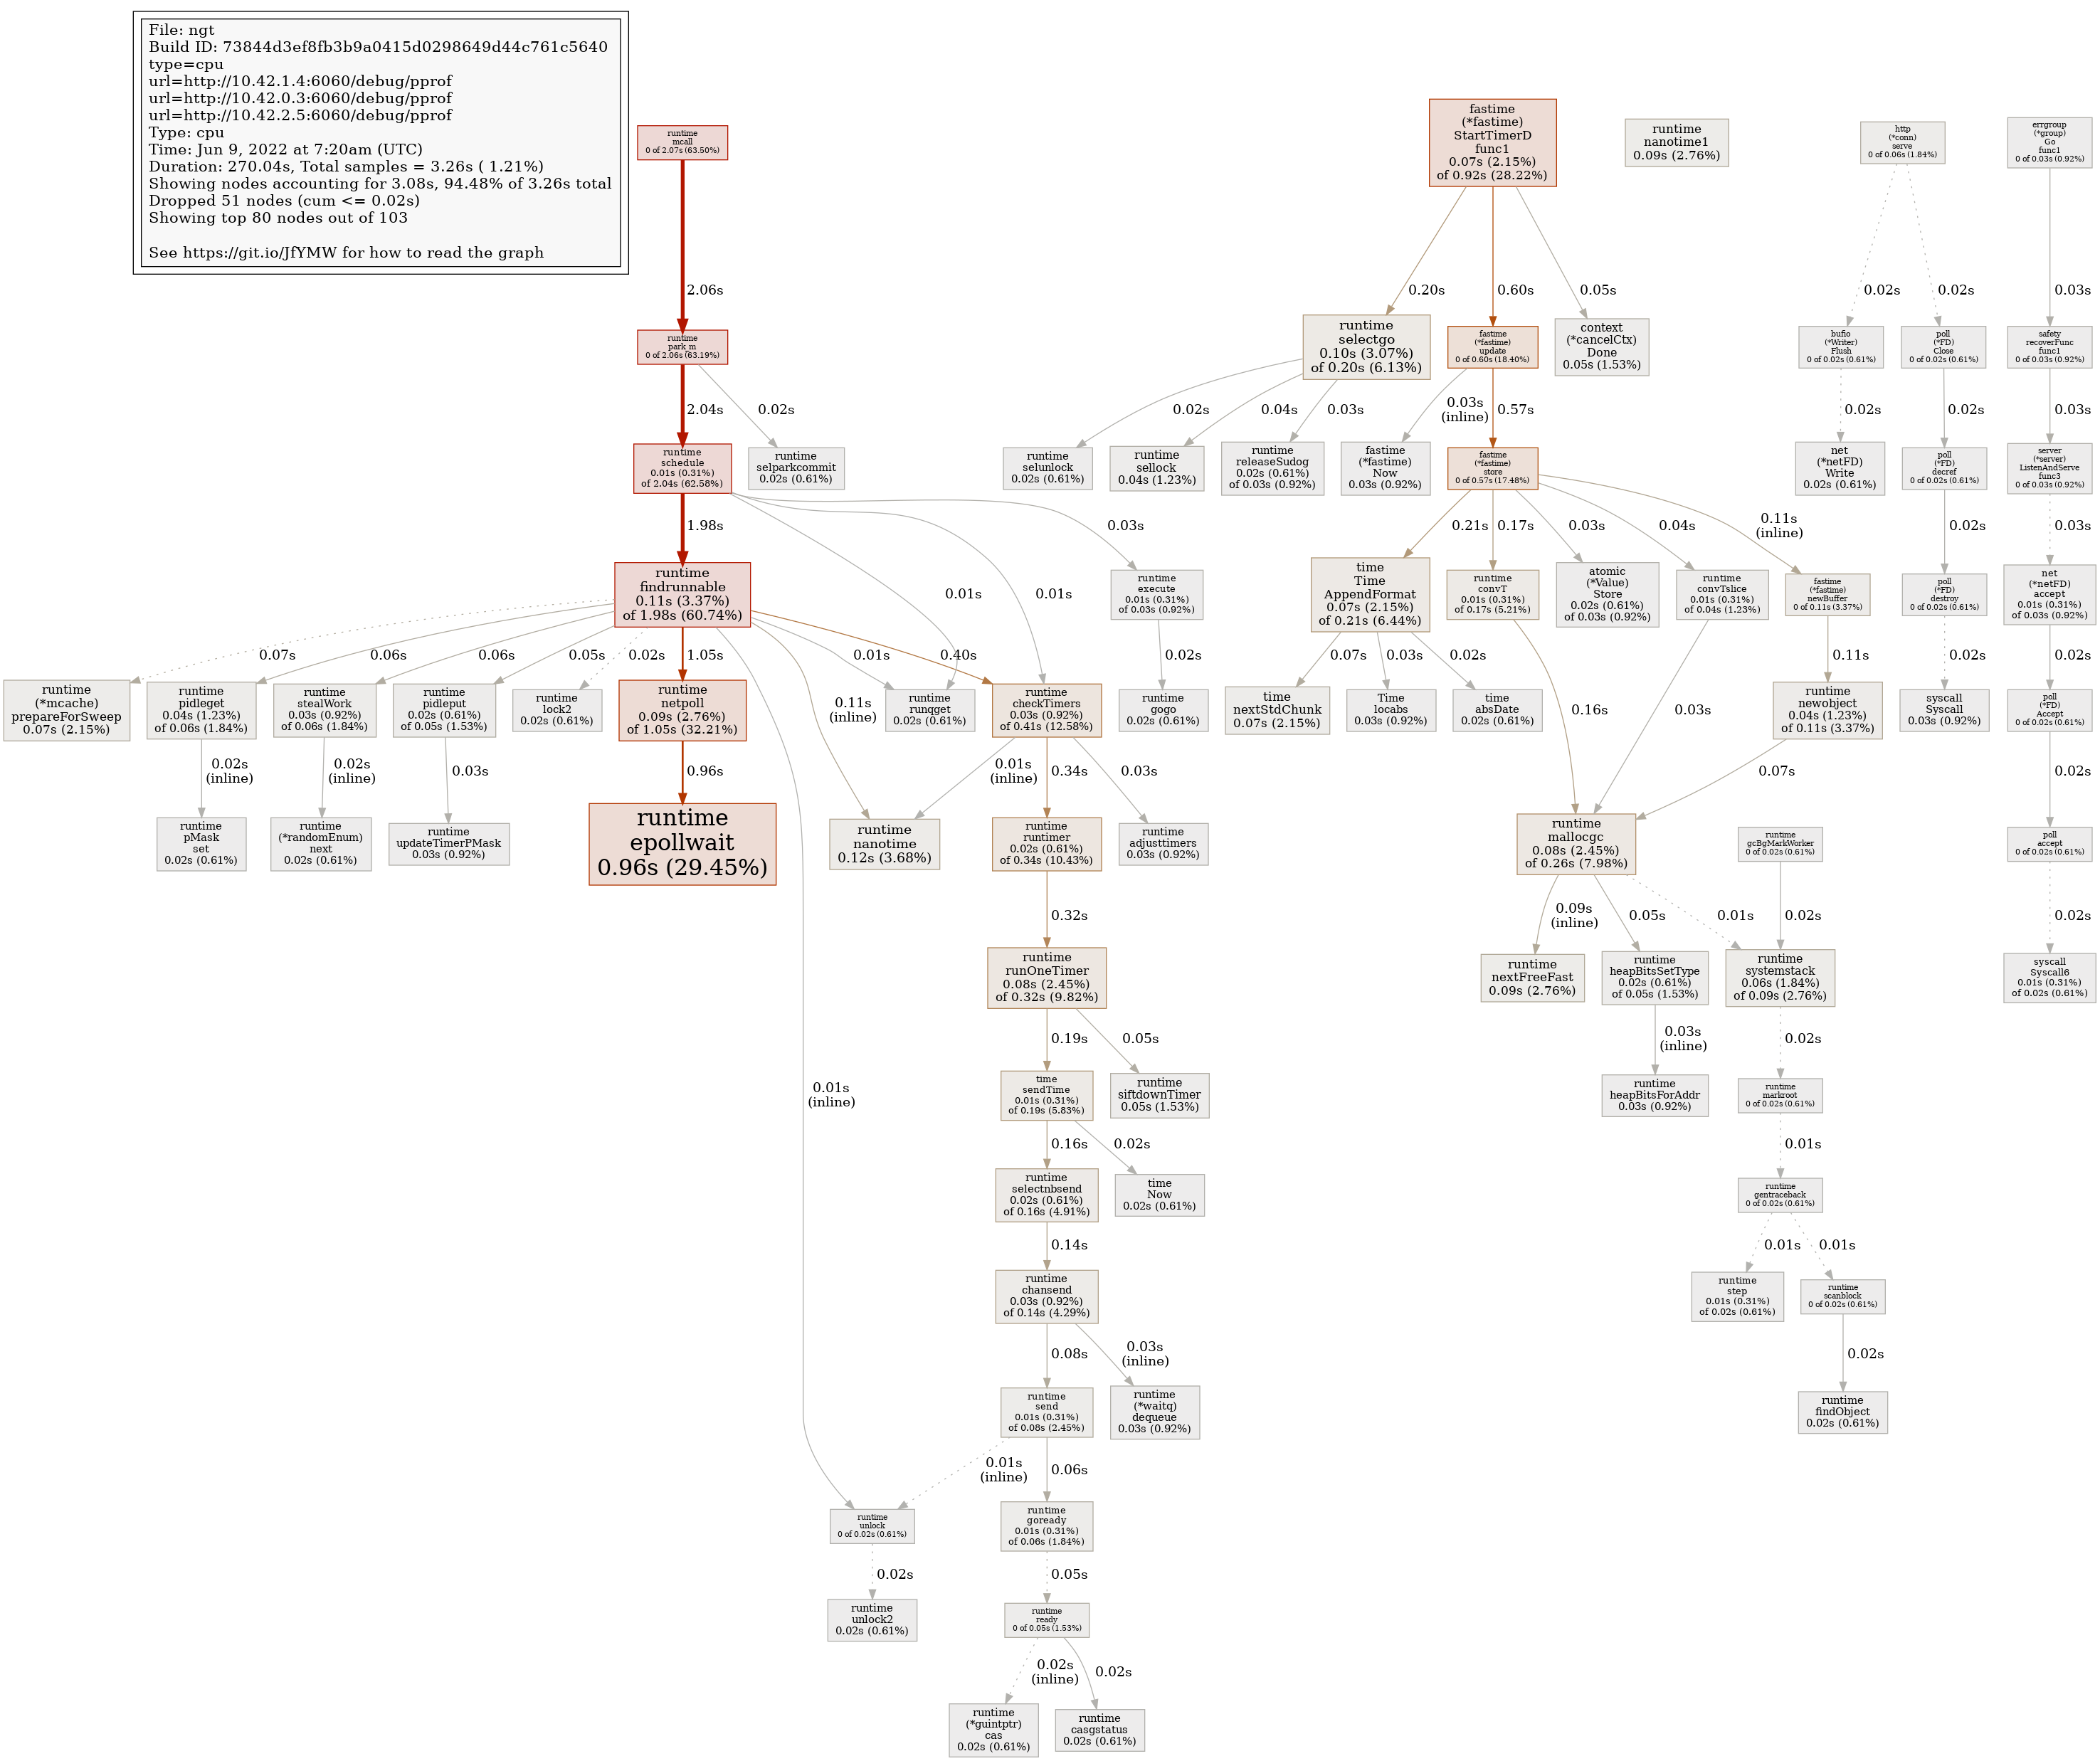 File: ngt
Build ID: 73844d3ef8fb3b9a0415d0298649d44c761c5640
type=cpu
url=http://10.42.1.4:6060/debug/pprof
url=http://10.42.0.3:6060/debug/pprof
url=http://10.42.2.5:6060/debug/pprof
Type: cpu
Time: Jun 9, 2022 at 7:20am (UTC)
Duration: 270.04s, Total samples = 3.26s ( 1.21%)
Showing nodes accounting for 3.08s, 94.48% of 3.26s total
Dropped 51 nodes (cum <= 0.02s)
Showing top 80 nodes out of 103
See https://git.io/JfYMW for how to read the graph
runtime
mcall
0 of 2.07s (63.50%)
fastime
(*fastime)
StartTimerD
func1
0.07s (2.15%)
of 0.92s (28.22%)
runtime
nanotime1
0.09s (2.76%)
http
(*conn)
serve
0 of 0.06s (1.84%)
errgroup
(*group)
Go
func1
0 of 0.03s (0.92%)
2.06s
0.20s
0.60s
0.05s
0.02s
0.02s
0.03s
runtime
park_m
0 of 2.06s (63.19%)
runtime
selectgo
0.10s (3.07%)
of 0.20s (6.13%)
fastime
(*fastime)
update
0 of 0.60s (18.40%)
context
(*cancelCtx)
Done
0.05s (1.53%)
bufio
(*Writer)
Flush
0 of 0.02s (0.61%)
poll
(*FD)
Close
0 of 0.02s (0.61%)
safety
recoverFunc
func1
0 of 0.03s (0.92%)
2.04s
0.02s
0.02s
0.04s
0.03s
0.03s
(inline)
0.57s
0.02s
0.02s
0.03s
runtime
schedule
0.01s (0.31%)
of 2.04s (62.58%)
runtime
selparkcommit
0.02s (0.61%)
runtime
selunlock
0.02s (0.61%)
runtime
sellock
0.04s (1.23%)
runtime
releaseSudog
0.02s (0.61%)
of 0.03s (0.92%)
fastime
(*fastime)
Now
0.03s (0.92%)
fastime
(*fastime)
store
0 of 0.57s (17.48%)
net
(*netFD)
Write
0.02s (0.61%)
poll
(*FD)
decref
0 of 0.02s (0.61%)
server
(*server)
ListenAndServe
func3
0 of 0.03s (0.92%)
1.98s
0.01s
0.01s
0.03s
0.21s
0.17s
0.03s
0.04s
0.11s
(inline)
0.02s
0.03s
runtime
findrunnable
0.11s (3.37%)
of 1.98s (60.74%)
runtime
execute
0.01s (0.31%)
of 0.03s (0.92%)
time
Time
AppendFormat
0.07s (2.15%)
of 0.21s (6.44%)
runtime
convT
0.01s (0.31%)
of 0.17s (5.21%)
atomic
(*Value)
Store
0.02s (0.61%)
of 0.03s (0.92%)
runtime
convTslice
0.01s (0.31%)
of 0.04s (1.23%)
fastime
(*fastime)
newBuffer
0 of 0.11s (3.37%)
poll
(*FD)
destroy
0 of 0.02s (0.61%)
net
(*netFD)
accept
0.01s (0.31%)
of 0.03s (0.92%)
0.07s
0.06s
0.06s
0.05s
0.02s
1.05s
0.01s
(inline)
0.11s
(inline)
0.01s
0.40s
0.02s
0.07s
0.03s
0.02s
0.16s
0.03s
0.11s
0.02s
0.02s
runtime
(*mcache)
prepareForSweep
0.07s (2.15%)
runtime
pidleget
0.04s (1.23%)
of 0.06s (1.84%)
runtime
stealWork
0.03s (0.92%)
of 0.06s (1.84%)
runtime
pidleput
0.02s (0.61%)
of 0.05s (1.53%)
runtime
lock2
0.02s (0.61%)
runtime
netpoll
0.09s (2.76%)
of 1.05s (32.21%)
runtime
runqget
0.02s (0.61%)
runtime
checkTimers
0.03s (0.92%)
of 0.41s (12.58%)
runtime
gogo
0.02s (0.61%)
time
nextStdChunk
0.07s (2.15%)
Time
locabs
0.03s (0.92%)
time
absDate
0.02s (0.61%)
runtime
newobject
0.04s (1.23%)
of 0.11s (3.37%)
syscall
Syscall
0.03s (0.92%)
poll
(*FD)
Accept
0 of 0.02s (0.61%)
0.02s
(inline)
0.02s
(inline)
0.03s
0.96s
0.01s
(inline)
0.34s
0.03s
0.07s
0.02s
runtime
pMask
set
0.02s (0.61%)
runtime
(*randomEnum)
next
0.02s (0.61%)
runtime
updateTimerPMask
0.03s (0.92%)
runtime
epollwait
0.96s (29.45%)
runtime
nanotime
0.12s (3.68%)
runtime
runtimer
0.02s (0.61%)
of 0.34s (10.43%)
runtime
adjusttimers
0.03s (0.92%)
runtime
mallocgc
0.08s (2.45%)
of 0.26s (7.98%)
runtime
gcBgMarkWorker
0 of 0.02s (0.61%)
poll
accept
0 of 0.02s (0.61%)
0.32s
0.09s
(inline)
0.05s
0.01s
0.02s
0.02s
runtime
runOneTimer
0.08s (2.45%)
of 0.32s (9.82%)
runtime
nextFreeFast
0.09s (2.76%)
runtime
heapBitsSetType
0.02s (0.61%)
of 0.05s (1.53%)
runtime
systemstack
0.06s (1.84%)
of 0.09s (2.76%)
syscall
Syscall6
0.01s (0.31%)
of 0.02s (0.61%)
0.19s
0.05s
0.03s
(inline)
0.02s
time
sendTime
0.01s (0.31%)
of 0.19s (5.83%)
runtime
siftdownTimer
0.05s (1.53%)
runtime
heapBitsForAddr
0.03s (0.92%)
runtime
markroot
0 of 0.02s (0.61%)
0.16s
0.02s
0.01s
runtime
selectnbsend
0.02s (0.61%)
of 0.16s (4.91%)
time
Now
0.02s (0.61%)
runtime
gentraceback
0 of 0.02s (0.61%)
0.14s
0.01s
0.01s
runtime
chansend
0.03s (0.92%)
of 0.14s (4.29%)
runtime
step
0.01s (0.31%)
of 0.02s (0.61%)
runtime
scanblock
0 of 0.02s (0.61%)
0.08s
0.03s
(inline)
0.02s
runtime
send
0.01s (0.31%)
of 0.08s (2.45%)
runtime
(*waitq)
dequeue
0.03s (0.92%)
runtime
findObject
0.02s (0.61%)
0.01s
(inline)
0.06s
runtime
unlock
0 of 0.02s (0.61%)
runtime
goready
0.01s (0.31%)
of 0.06s (1.84%)
0.02s
0.05s
runtime
unlock2
0.02s (0.61%)
runtime
ready
0 of 0.05s (1.53%)
0.02s
(inline)
0.02s
runtime
(*guintptr)
cas
0.02s (0.61%)
runtime
casgstatus
0.02s (0.61%)